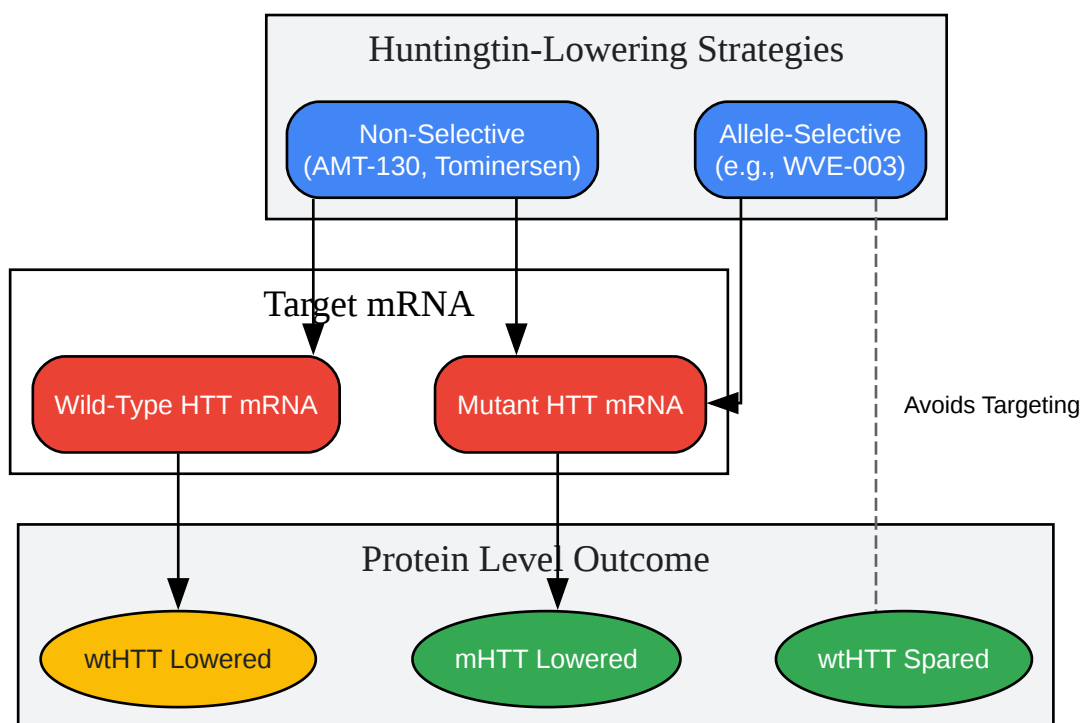 Huntingtin-Lowering Strategies
Non-Selective
(AMT-130, Tominersen)
Allele-Selective
(e.g., WVE-003)
Target mRNA
Wild-Type HTT mRNA
Mutant HTT mRNA
Avoids Targeting
Protein Level Outcome
wtHTT Lowered
mHTT Lowered
wtHTT Spared